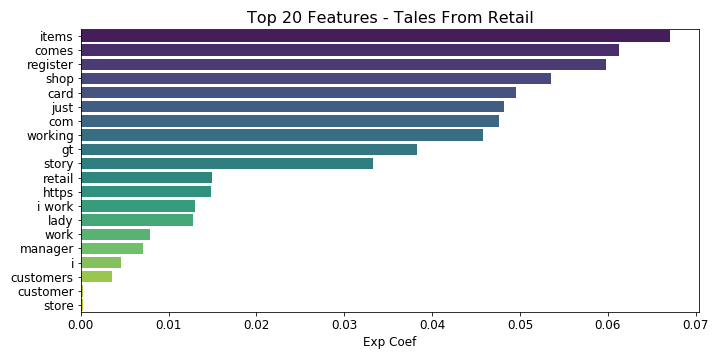 Top 20 Features - Tales From Retail
items
comes
register
shop
card
just
com
working
gt
story
retail
https
i work
lady
work
manager
i
customers
customer
store
0.00 0.01 0.02 0.03 0.04 0.05 0.06 0.07
Exp Coef